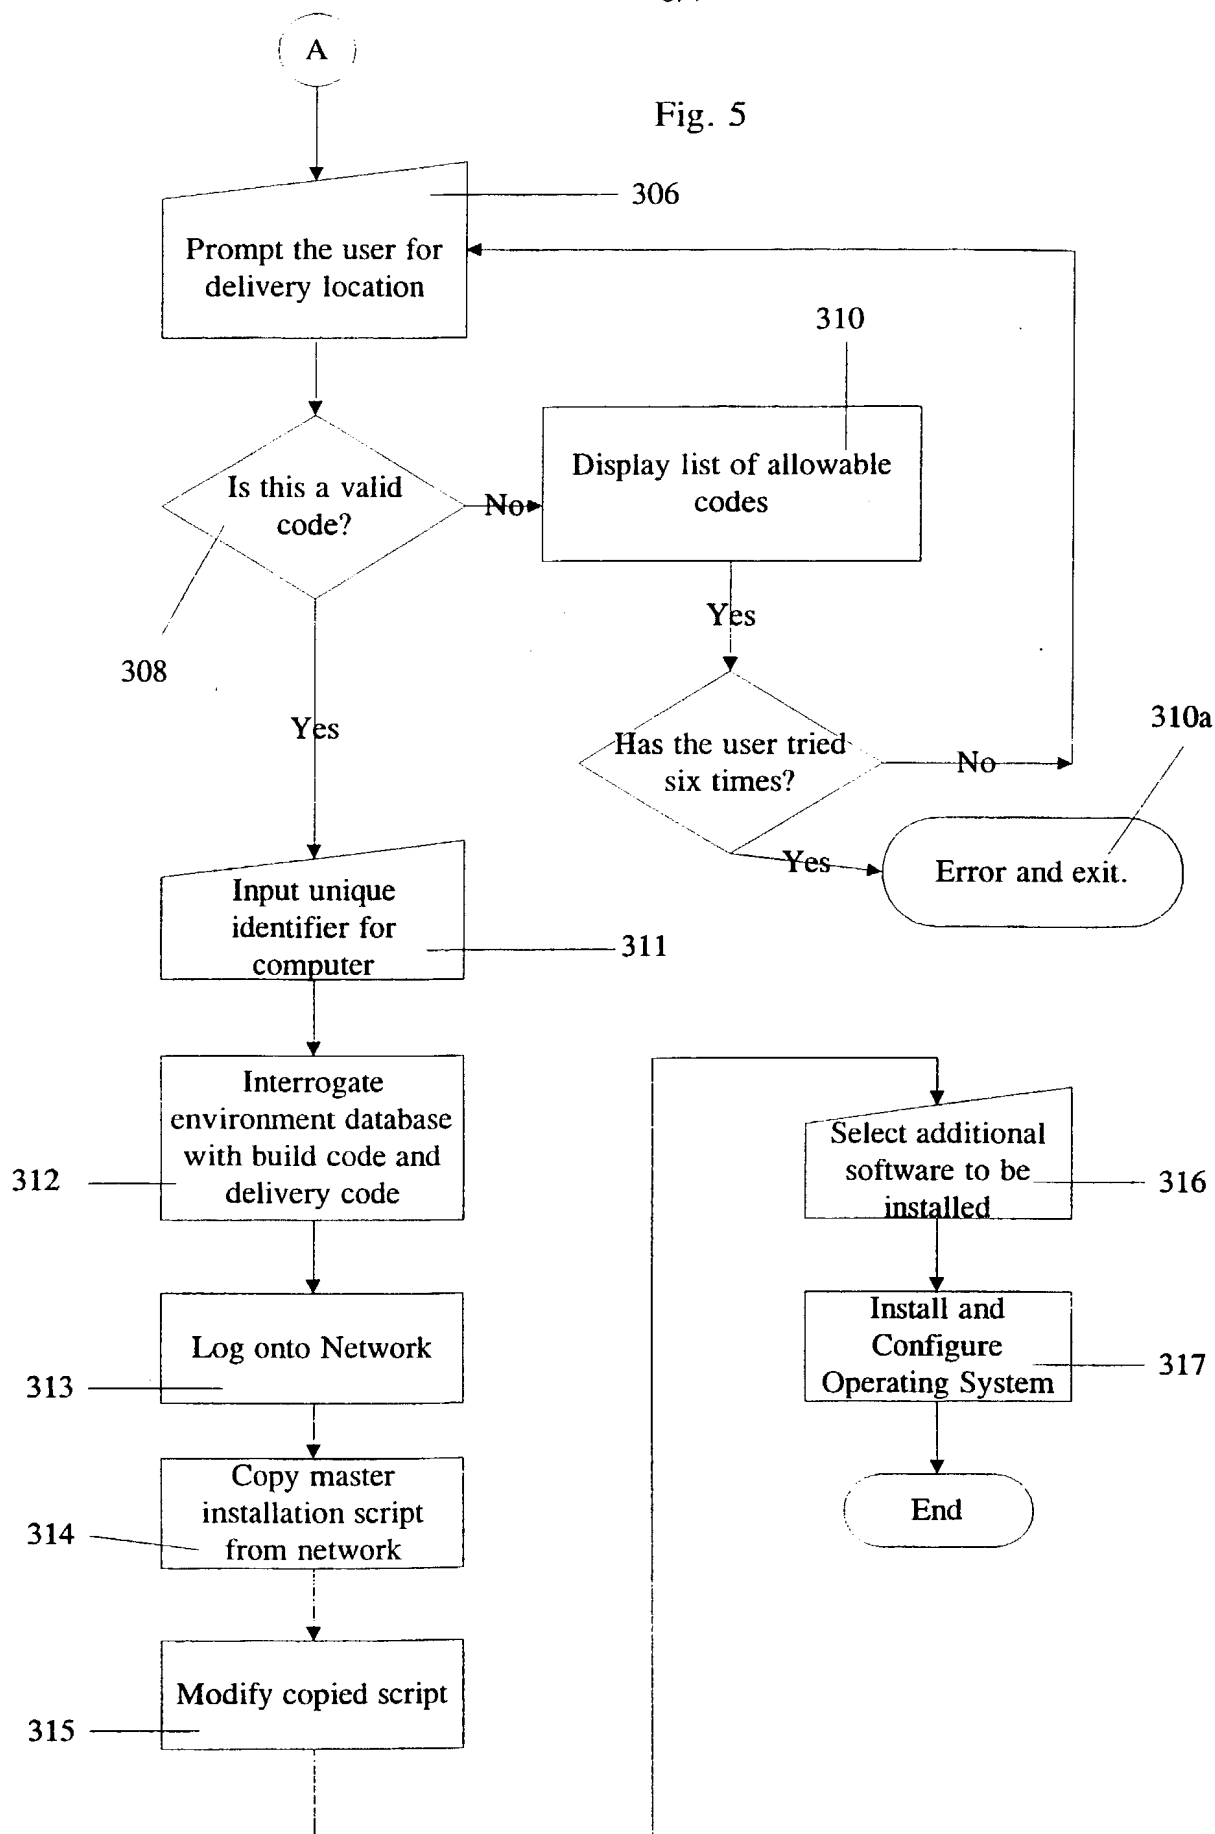 A
Fig. 5
306
Prompt the user for
delivery location
310
Display list of allowable
codes
Is this a valid
code?
No
308
Yes
Yes
Has the user tried
six times?
No
310a
Yes
Error and exit.
Input unique
identifier for
computer
311
Interrogate
environment database
with build code and
delivery code
312
Log onto Network
313
Copy master
installation script
from network
314
Modify copied script
315
Select additional
software to be
installed
316
Install and
Configure
Operating System
317
End